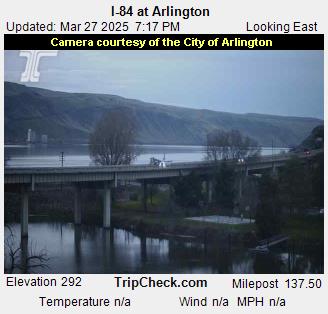 I-84 at Arlington
Updated: Mar 27 2025 7:17 PM Looking East
Camera courtesy of the City of Arlington
Elevation 292 TripCheck.com Milepost 137.50
Temperature n/a Wind n/a MPH n/a